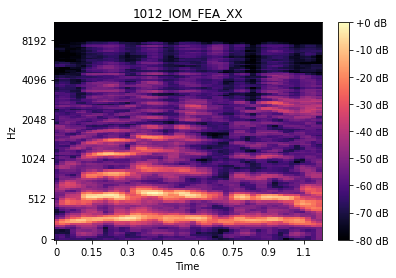 1012_IOM_FEA_XX
+0 dB
8192
-10 dB
4096
-20 dB
-30 dB
2048
Hz
-40 dB
1024
-50 dB
512
-60 dB
-70 dB
0
-80 dB
0 0.15 0.3 0.45 0.6 0.75 0.9 1.1
Time